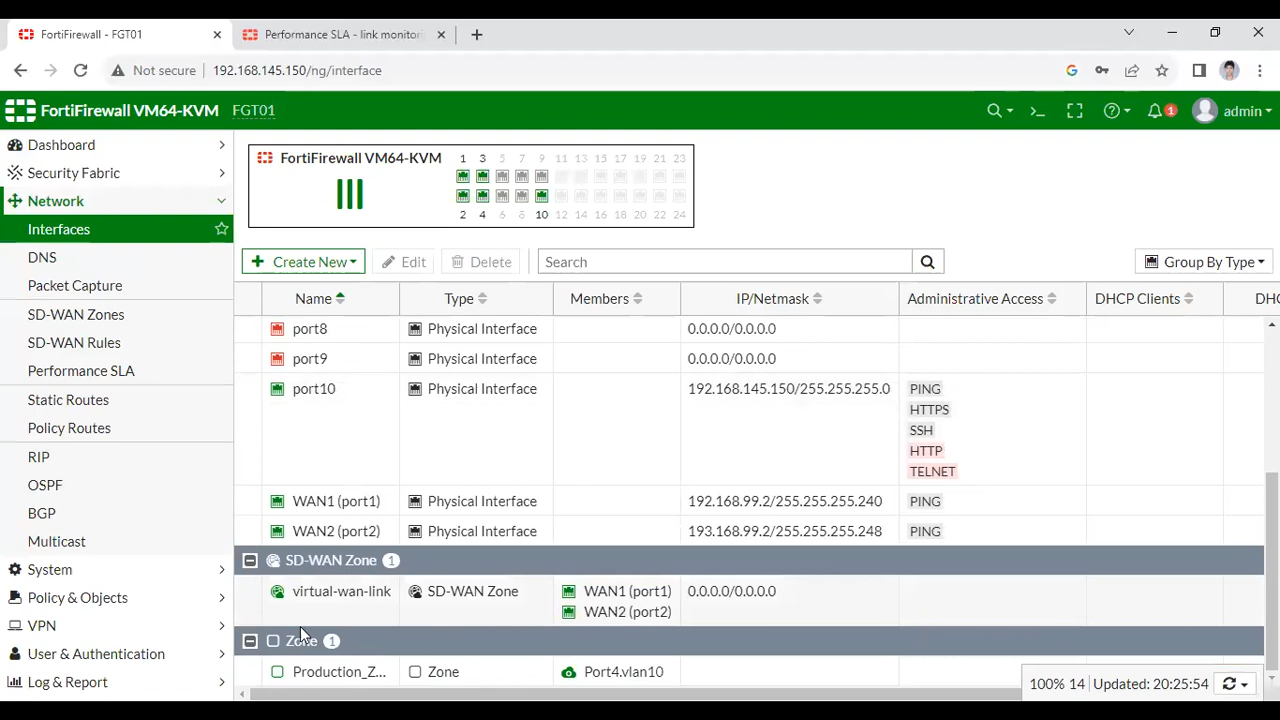 FortiFirewall - FGT01
Performance SLA - link monitor
Not secure 192.168.145.150/ng/interface
FortiFirewall VM64-KVM FGT01
1 admin
Dashboard
Security Fabric
Network
Interfaces
DNS
Packet Capture
SD-WAN Zones
SD-WAN Rules
Performance SLA
Static Routes
Policy Routes
RIP
OSPF
BGP
Multicast
System
Policy & Objects
VPN
User & Authentication
Log & Report
FortiFirewall VM64-KVM
1 3 5 7 9 11 13 15 17 19 21 23
2 4 6 8 10 12 14 16 18 20 22 24
Create New Edit Delete Search Group By Type
Name Type Members IP/Netmask Administrative Access DHCP Clients DHC
port8 Physical Interface 0.0.0.0/0.0.0.0
port9 Physical Interface 0.0.0.0/0.0.0.0
port10 Physical Interface 192.168.145.150/255.255.255.0 PING
HTTPS
SSH
HTTP
TELNET
WAN1 (port1) Physical Interface 192.168.99.2/255.255.255.240 PING
WAN2 (port2) Physical Interface 193.168.99.2/255.255.255.248 PING
SD-WAN Zone 1
virtual-wan-link SD-WAN Zone WAN1 (port1) 0.0.0.0/0.0.0.0
WAN2 (port2)
Zone 1
Production_Z... Zone Port4.vlan10
100% 14 Updated: 20:25:54